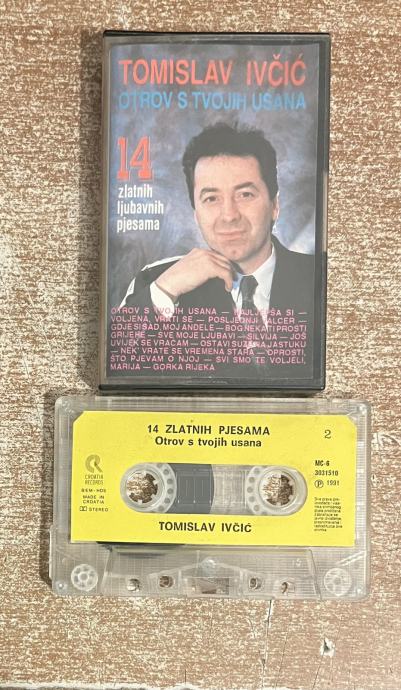 TOMISLAV IVČIĆ
OTROV S TVOJIH USANA
14
zlatnih
ljubavnih
pjesama
OTROV S TVOJIH USANA — NAJLJEPŠA SI —
VOLJENA, VRATI SE — POSLJEDNJI VALCER —
GDJE SI SAD, MOJ ANĐELE — BOG NEKA TI PROSTI
GRIJEHE — SVE MOJE LJUBAVI — SILVIJA — JOŠ
UVIJEK SE VRAĆAM — OSTAVI SUZE NA JASTUKU
— NEK' VRATE SE VREMENA STARA — OPROSTI,
ŠTO PJEVAM O NJOJ — SVI SMO TE VOLJELI,
MARIJA — GORKA RIJEKA
14 ZLATNIH PJESAMA
Otrov s tvojih usana
2
CROATIA
RECORDS
MADE IN
CROATIA
STEREO
MC-6
3031510
Ⓟ 1991
TOMISLAV IVČIĆ